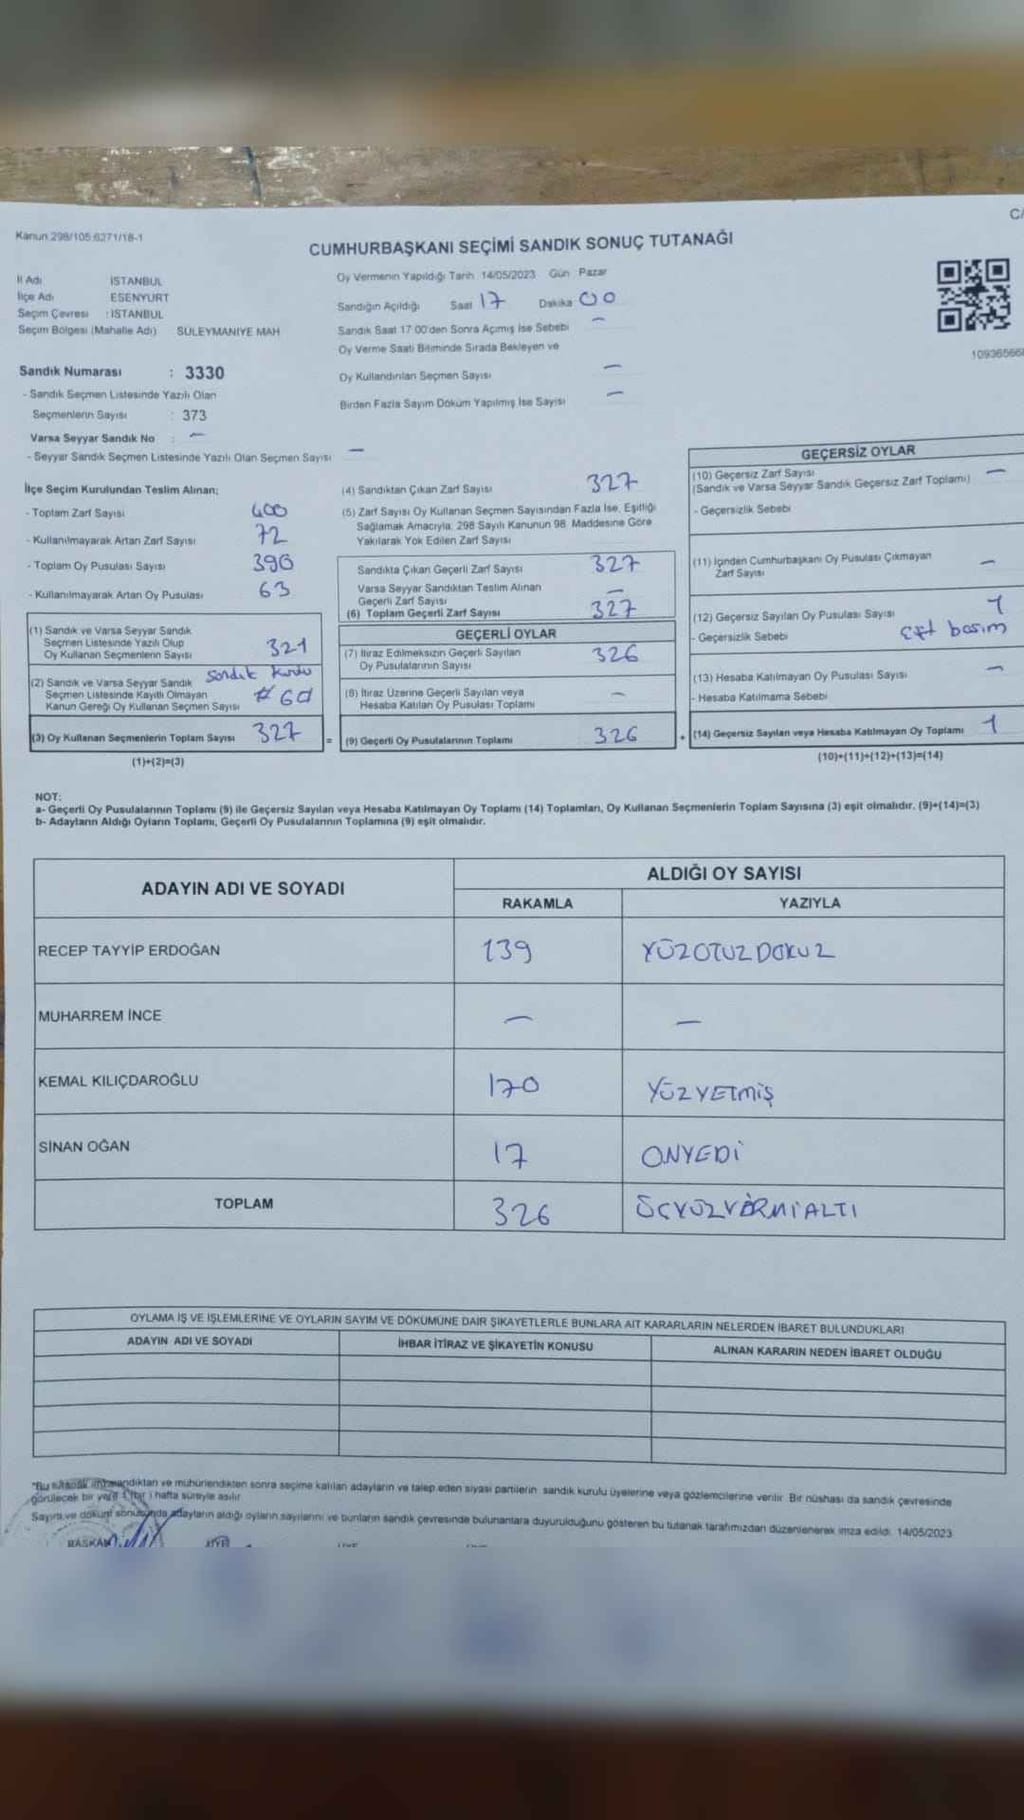 Kanun 298/105 6271/18-1
C/
CUMHURBAŞKANI SEÇİMİ SANDIK SONUÇ TUTANAĞI
İl Adı İSTANBUL
İlçe Adı ESENYURT
Seçim Çevresi : İSTANBUL
Seçim Bölgesi (Mahalle Adı) SÜLEYMANİYE MAH
Oy Vermenin Yapıldığı Tarih 14/05/2023 Gün Pazar
Sandığın Açıldığı Saat 17 Dakika 00
Sandık Saat 17 00'den Sonra Açımış İse Sebebi –
Oy Verme Saati Bitiminde Sırada Bekleyen ve
Oy Kullandırılan Seçmen Sayısı –
Birden Fazla Sayım Döküm Yapılmış İse Sayısı –
Sandık Numarası : 3330
- Sandık Seçmen Listesinde Yazılı Olan
Seçmenlerin Sayısı : 373
Varsa Seyyar Sandık No : –
- Seyyar Sandık Seçmen Listesinde Yazılı Olan Seçmen Sayısı –
İlçe Seçim Kurulundan Teslim Alınan;
- Toplam Zarf Sayısı 400
- Kullanılmayarak Artan Zarf Sayısı 72
- Toplam Oy Pusulası Sayısı 390
- Kullanılmayarak Artan Oy Pusulası 63
(1) Sandık ve Varsa Seyyar Sandık
Seçmen Listesinde Yazılı Olup
Oy Kullanan Seçmenlerin Sayısı 321
(2) Sandık ve Varsa Seyyar Sandık sandık kurulu
Seçmen Listesinde Kayıtlı Olmayan
Kanun Gereği Oy Kullanan Seçmen Sayısı
(3) Oy Kullanan Seçmenlerin Toplam Sayısı 327
(1)+(2)=(3)
(4) Sandıktan Çıkan Zarf Sayısı 327
(5) Zarf Sayısı Oy Kullanan Seçmen Sayısından Fazla İse, Eşitliği
Sağlamak Amacıyla, 298 Sayılı Kanunun 98. Maddesine Göre
Yakılarak Yok Edilen Zarf Sayısı
Sandıkta Çıkan Geçerli Zarf Sayısı 327
Varsa Seyyar Sandıktan Teslim Alınan
Geçerli Zarf Sayısı –
(6) Toplam Geçerli Zarf Sayısı 327
GEÇERLİ OYLAR
(7) İtiraz Edilmeksizin Geçerli Sayılan
Oy Pusulalarının Sayısı 326
(8) İtiraz Üzerine Geçerli Sayılan veya
Hesaba Katılan Oy Pusulası Toplamı –
= (9) Geçerli Oy Pusulalarının Toplamı 326
GEÇERSİZ OYLAR
(10) Geçersiz Zarf Sayısı
(Sandık ve Varsa Seyyar Sandık Geçersiz Zarf Toplamı) –
- Geçersizlik Sebebi
(11) İçinden Cumhurbaşkanı Oy Pusulası Çıkmayan
Zarf Sayısı –
(12) Geçersiz Sayılan Oy Pusulası Sayısı 1
- Geçersizlik Sebebi çift basım
(13) Hesaba Katılmayan Oy Pusulası Sayısı –
- Hesaba Katılmama Sebebi
+ (14) Geçersiz Sayılan veya Hesaba Katılmayan Oy Toplamı 1
(10)+(11)+(12)+(13)=(14)
NOT:
a- Geçerli Oy Pusulalarının Toplamı (9) ile Geçersiz Sayılan veya Hesaba Katılmayan Oy Toplamı (14) Toplamları, Oy Kullanan Seçmenlerin Toplam Sayısına (3) eşit olmalıdır. (9)+(14)=(3)
b- Adayların Aldığı Oyların Toplamı, Geçerli Oy Pusulalarının Toplamına (9) eşit olmalıdır.
ADAYIN ADI VE SOYADI
ALDIĞI OY SAYISI
RAKAMLA YAZIYLA
RECEP TAYYİP ERDOĞAN 139 YÜZOTUZDOKUZ
MUHARREM İNCE – –
KEMAL KILIÇDAROĞLU 170 YÜZYETMİŞ
SİNAN OĞAN 17 ONYEDİ
TOPLAM 326 ÜÇYÜZYİRMİALTI
OYLAMA İŞ VE İŞLEMLERİNE VE OYLARIN SAYIM VE DÖKÜMÜNE DAİR ŞİKAYETLERLE BUNLARA AİT KARARLARIN NELERDEN İBARET BULUNDUKLARI
ADAYIN ADI VE SOYADI İHBAR İTİRAZ VE ŞİKAYETİN KONUSU ALINAN KARARIN NEDEN İBARET OLDUĞU
"Bu tutanak imzalandıktan ve mühürlendikten sonra seçime katılan adayların ve talep eden siyasi partilerin sandık kurulu üyelerine veya gözlemcilerine verilir. Bir nüshası da sandık çevresinde
görülecek bir yere 1 (bir) hafta süreyle asılır
Sayım ve döküm sonusunda adayların aldığı oyların sayılarını ve bunların sandık çevresinde bulunanlara duyurulduğunu gösteren bu tutanak tarafımızdan düzenlenerek imza edildi. 14/05/2023
BAŞKAN ÜYE ÜYE